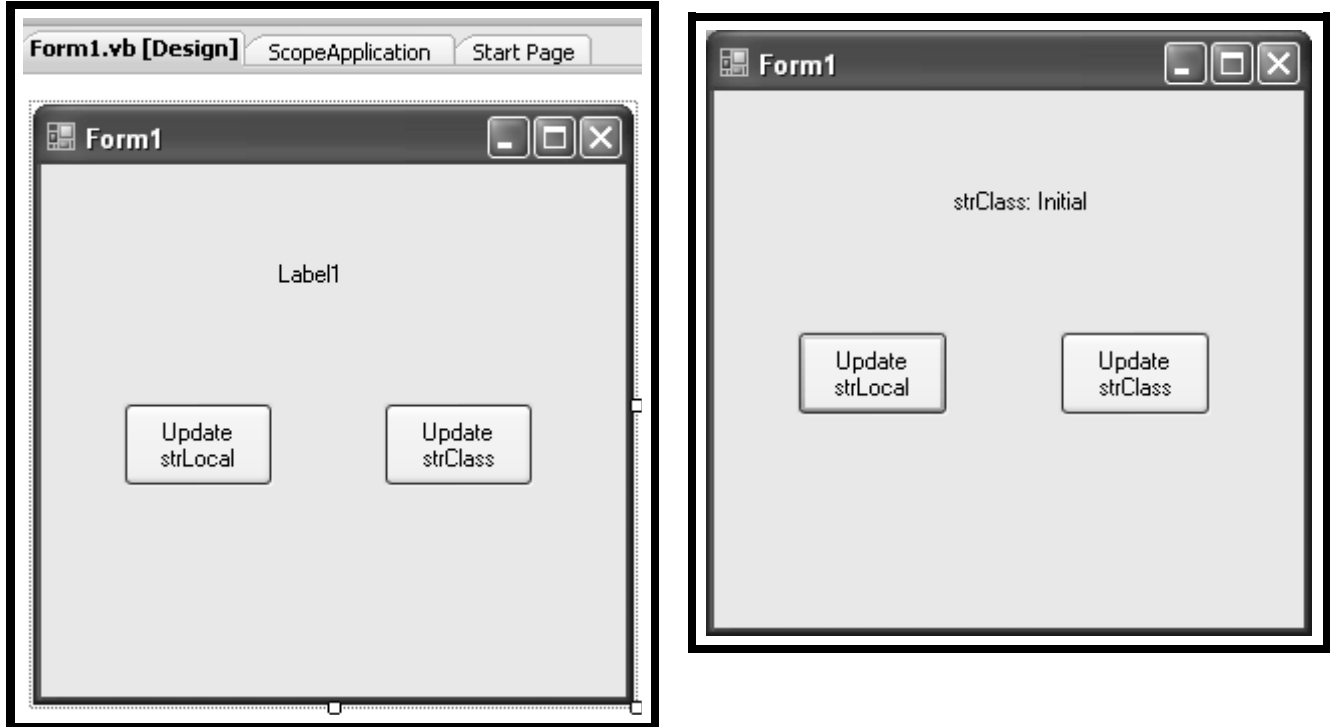 Form1.vb [Design] ScopeApplication Start Page
Form1
Label1
Update
strLocal
Update
strClass
Form1
strClass: Initial
Update
strLocal
Update
strClass